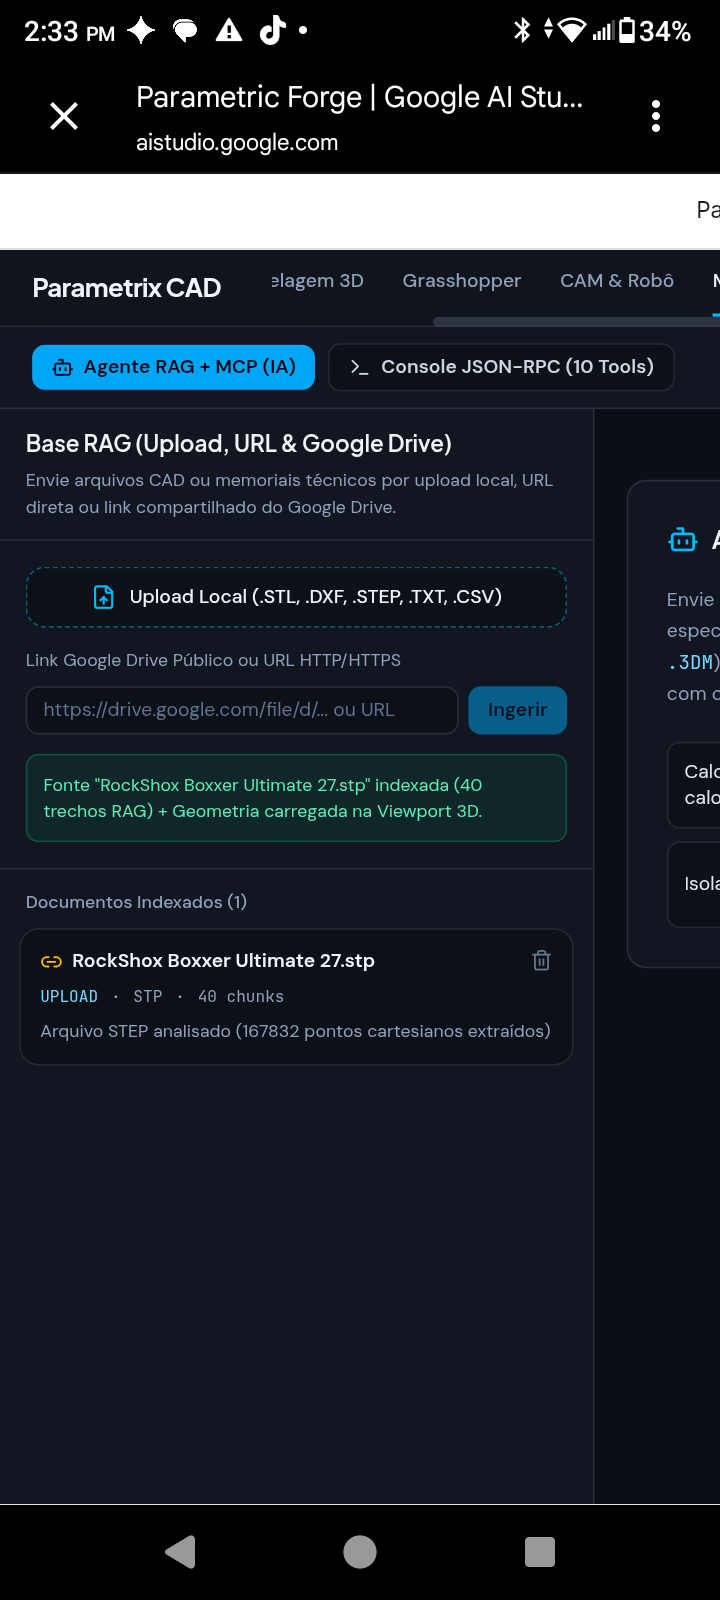 2:33 PM
34%
Parametric Forge | Google AI Stu...
aistudio.google.com
Pa
Parametrix CAD
elagem 3D
Grasshopper
CAM & Robô
Agente RAG + MCP (IA)
Console JSON-RPC (10 Tools)
Base RAG (Upload, URL & Google Drive)
Envie arquivos CAD ou memoriais técnicos por upload local, URL
direta ou link compartilhado do Google Drive.
Upload Local (.STL, .DXF, .STEP, .TXT, .CSV)
Link Google Drive Público ou URL HTTP/HTTPS
https://drive.google.com/file/d/... ou URL
Ingerir
Fonte "RockShox Boxxer Ultimate 27.stp" indexada (40
trechos RAG) + Geometria carregada na Viewport 3D.
Documentos Indexados (1)
RockShox Boxxer Ultimate 27.stp
UPLOAD · STP · 40 chunks
Arquivo STEP analisado (167832 pontos cartesianos extraídos)
Envie
espec
.3DM)
com
Calc
calo
Isola